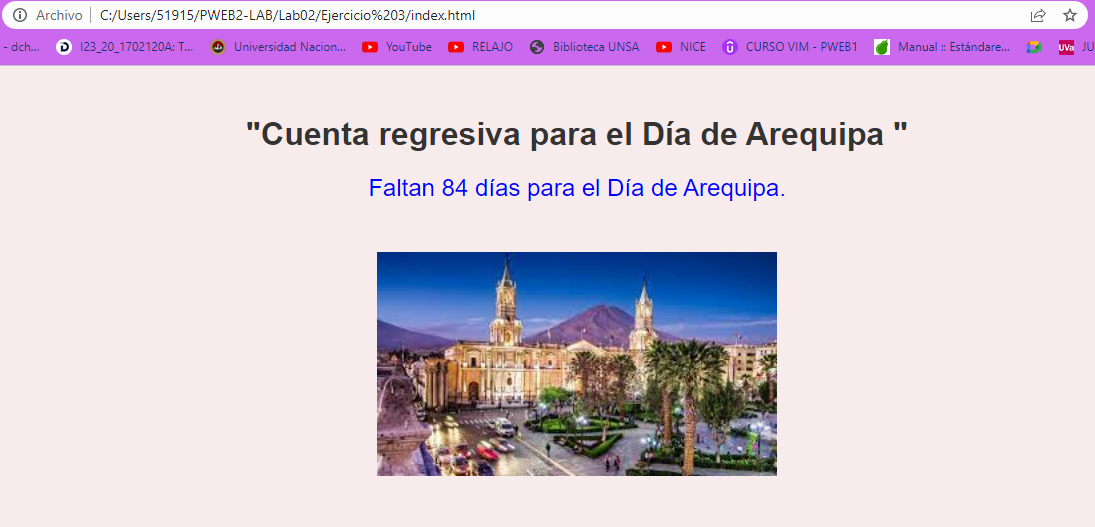 Archivo | C:/Users/51915/PWEB2-LAB/Lab02/Ejercicio%203/index.html
- dch... I23_20_1702120A: T... Universidad Nacion... YouTube RELAJO Biblioteca UNSA NICE CURSO VIM - PWEB1 Manual :: Estándare... UVa JU
"Cuenta regresiva para el Día de Arequipa "
Faltan 84 días para el Día de Arequipa.